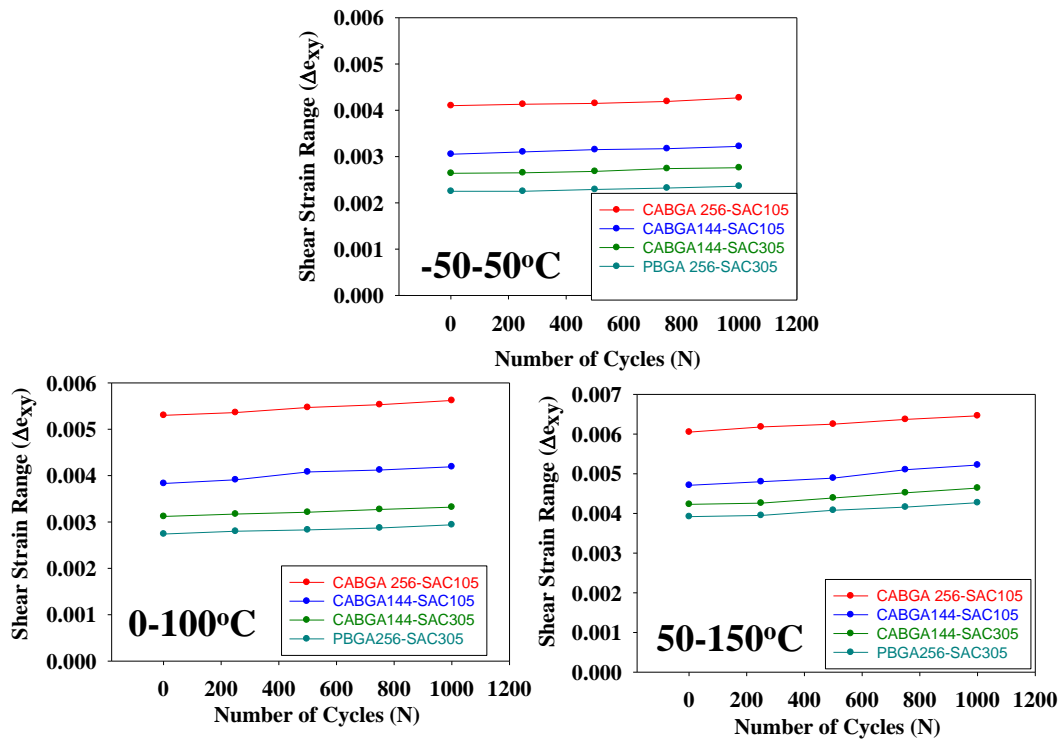 0.006
0.005
0.004
0.003
0.002
0.001
0.000
Shear Strain Range (Δe_xy)
CABGA 256-SAC105
CABGA144-SAC105
CABGA144-SAC305
PBGA 256-SAC305
-50-50°C
0 200 400 600 800 1000 1200
Number of Cycles (N)
0.006
0.005
0.004
0.003
0.002
0.001
0.000
Shear Strain Range (Δe_xy)
CABGA 256-SAC105
CABGA144-SAC105
CABGA144-SAC305
PBGA256-SAC305
0-100°C
0 200 400 600 800 1000 1200
Number of Cycles (N)
0.007
0.006
0.005
0.004
0.003
0.002
0.001
0.000
Shear Strain Range (Δe_xy)
CABGA 256-SAC105
CABGA144-SAC105
CABGA144-SAC305
PBGA256-SAC305
50-150°C
0 200 400 600 800 1000 1200
Number of Cycles (N)